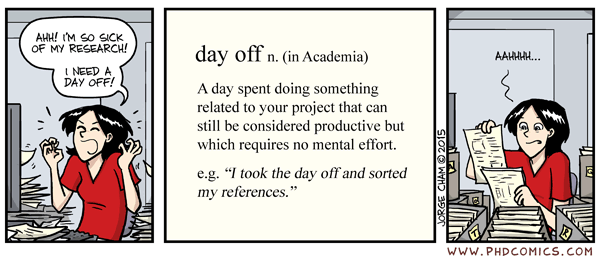 AHH! I'M SO SICK
OF MY RESEARCH!
I NEED A
DAY OFF!
day off n. (in Academia)
A day spent doing something
related to your project that can
still be considered productive but
which requires no mental effort.
e.g. “I took the day off and sorted
my references.”
AAHHHH...
JORGE CHAM © 2015
WWW.PHDCOMICS.COM